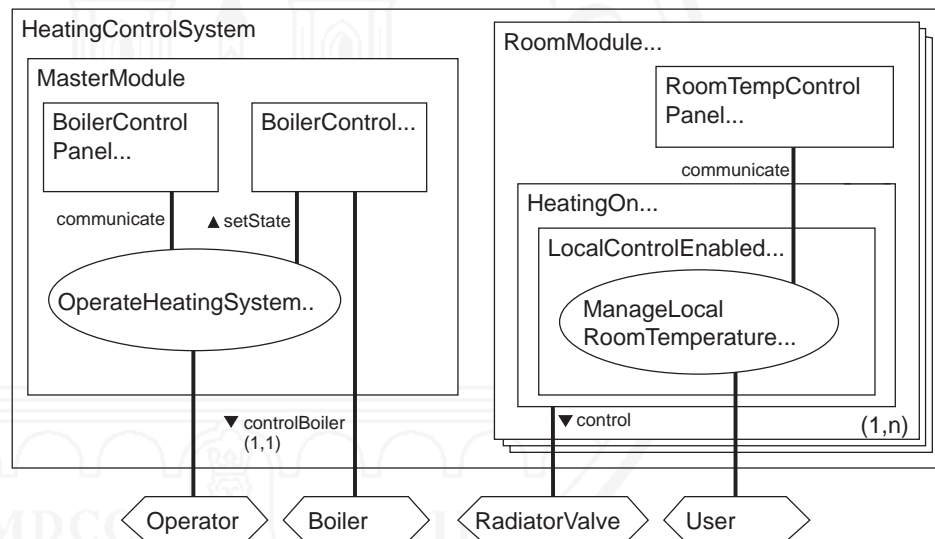 HeatingControlSystem
MasterModule
BoilerControl
Panel...
BoilerControl...
communicate
▲ setState
OperateHeatingSystem..
▼ controlBoiler
(1,1)
RoomModule...
RoomTempControl
Panel...
communicate
HeatingOn...
LocalControlEnabled...
ManageLocal
RoomTemperature...
▼ control
(1,n)
Operator
Boiler
RadiatorValve
User